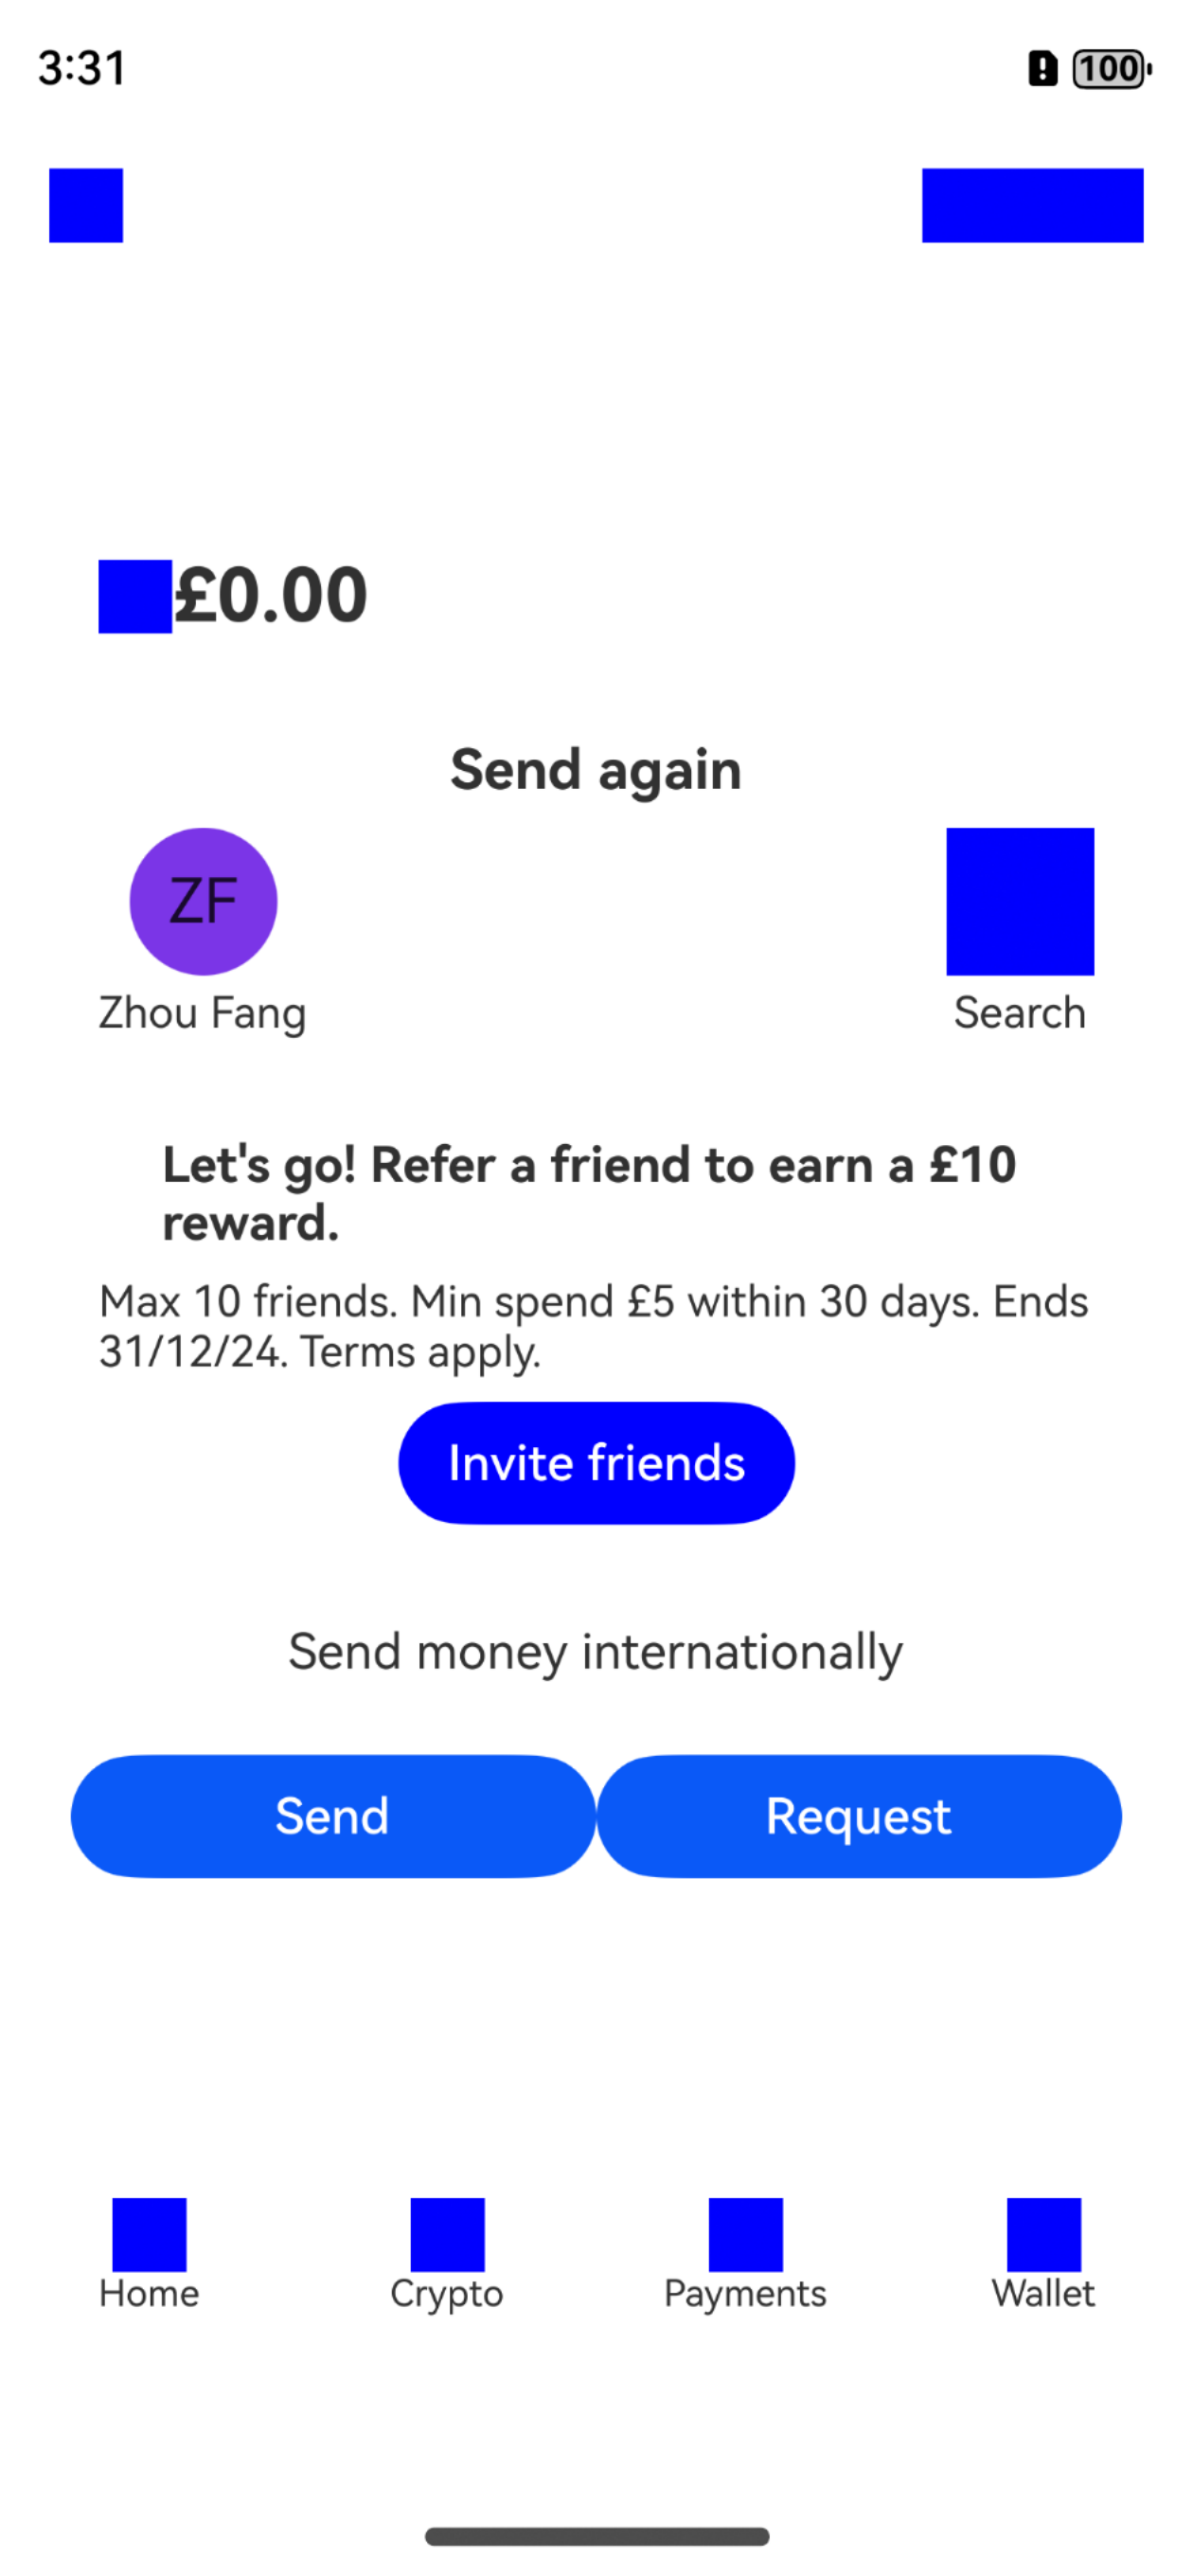 3:31
100
£0.00
Send again
ZF
Zhou Fang
Search
Let's go! Refer a friend to earn a £10
reward.
Max 10 friends. Min spend £5 within 30 days. Ends
31/12/24. Terms apply.
Invite friends
Send money internationally
Send
Request
Home
Crypto
Payments
Wallet